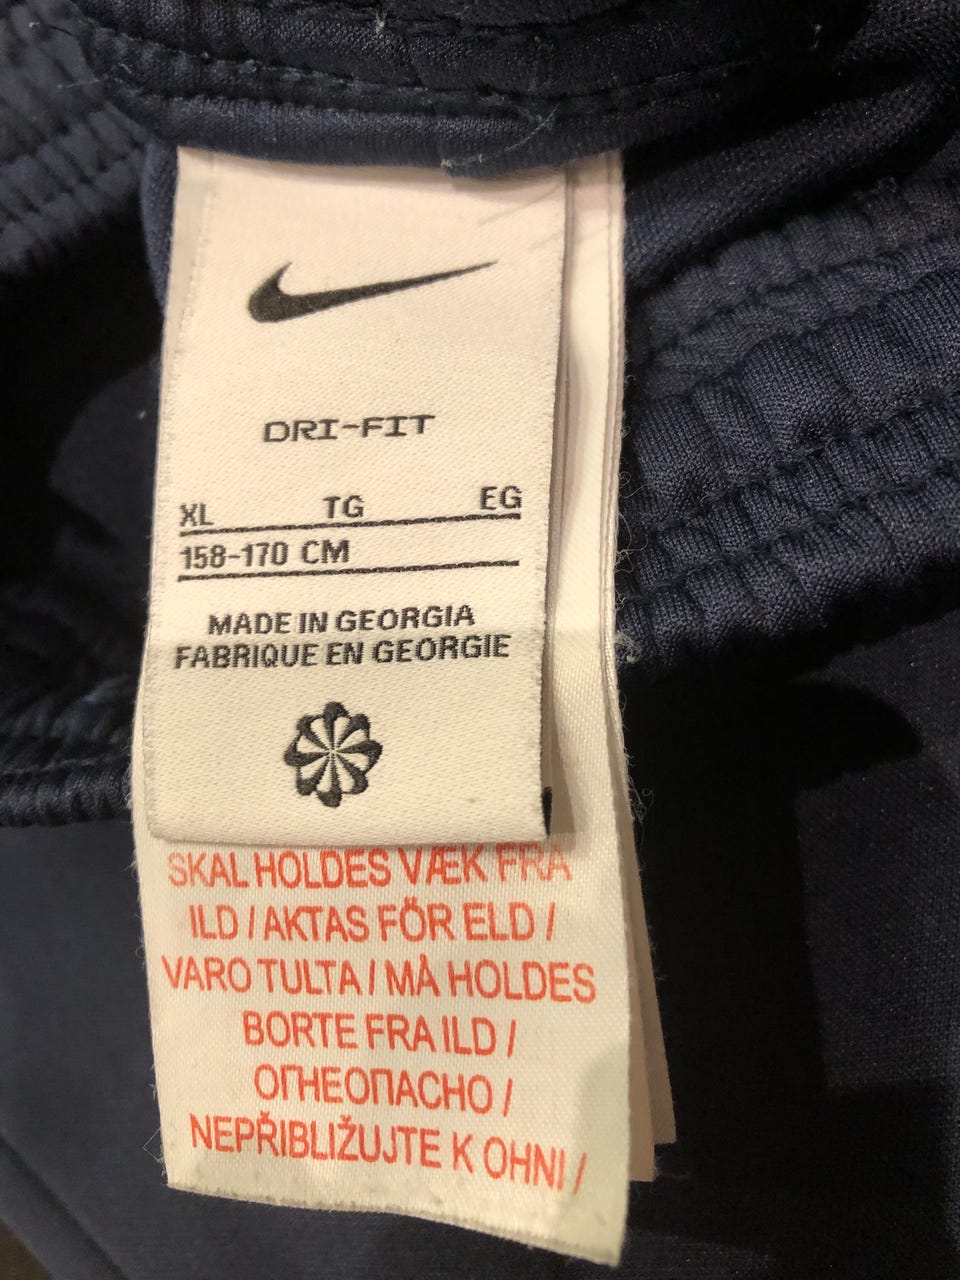 DRI-FIT
XL TG EG
158-170 CM
MADE IN GEORGIA
FABRIQUE EN GEORGIE
SKAL HOLDES VÆK FRA
ILD / AKTAS FÖR ELD /
VARO TULTA / MÅ HOLDES
BORTE FRA ILD /
ОГНЕОПАСНО /
NEPŘIBLIŽUJTE K OHNI /